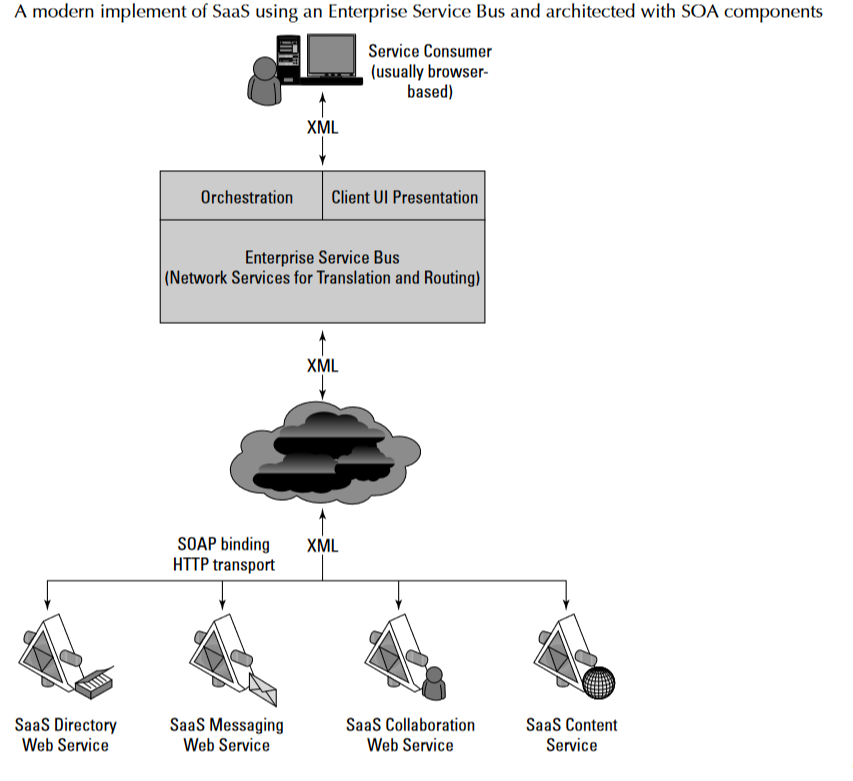 A modern implement of SaaS using an Enterprise Service Bus and architected with SOA components
Service Consumer
(usually browser-
based)
XML
Orchestration
Client UI Presentation
Enterprise Service Bus
(Network Services for Translation and Routing)
XML
SOAP binding
HTTP transport
XML
SaaS Directory
Web Service
SaaS Messaging
Web Service
SaaS Collaboration
Web Service
SaaS Content
Service